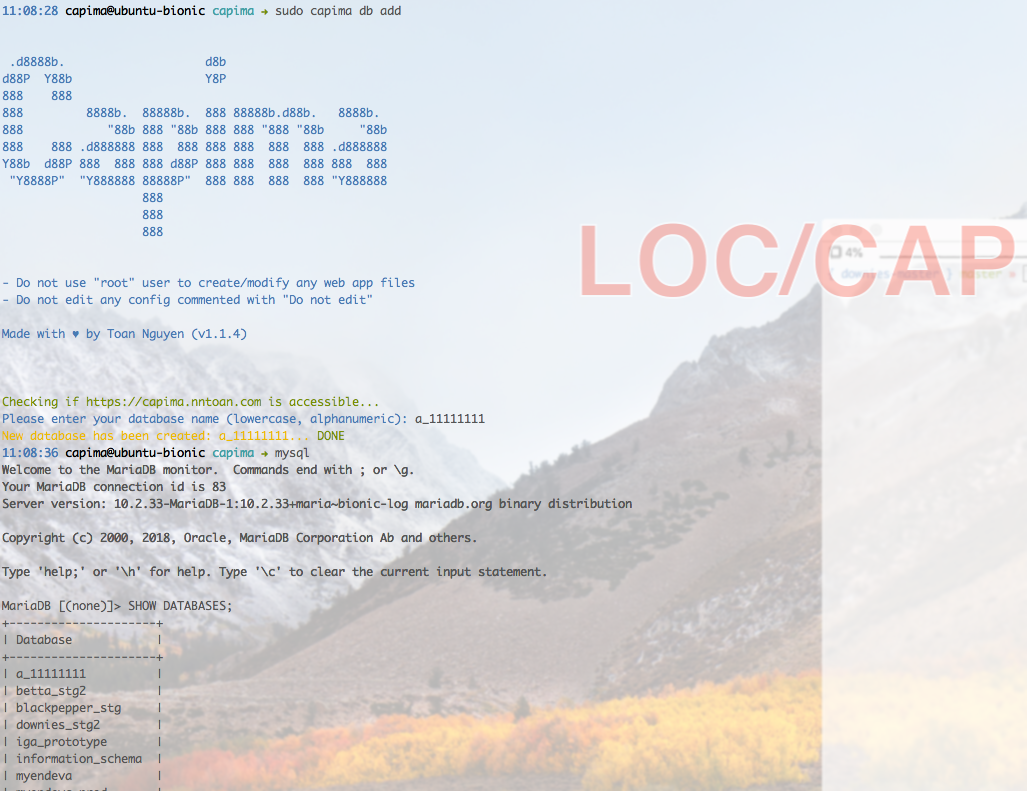 11:08:28 capima@ubuntu-bionic capima → sudo capima db add
 .d8888b.                    d8b
d88P  Y88b                   Y8P
888    888
888         8888b.  88888b.  888 88888b.d88b.   8888b.
888            "88b 888 "88b 888 888 "888 "88b     "88b
888    888 .d888888 888  888 888 888  888  888 .d888888
Y88b  d88P 888  888 888 d88P 888 888  888  888 888  888
 "Y8888P"  "Y888888 88888P"  888 888  888  888 "Y888888
                    888
                    888
                    888
LOC/CAP
4%
- Do not use "root" user to create/modify any web app files
- Do not edit any config commented with "Do not edit"
Made with ♥ by Toan Nguyen (v1.1.4)
Checking if https://capima.nntoan.com is accessible...
Please enter your database name (lowercase, alphanumeric): a_11111111
New database has been created: a_11111111... DONE
11:08:36 capima@ubuntu-bionic capima → mysql
Welcome to the MariaDB monitor.  Commands end with ; or \g.
Your MariaDB connection id is 83
Server version: 10.2.33-MariaDB-1:10.2.33+maria~bionic-log mariadb.org binary distribution
Copyright (c) 2000, 2018, Oracle, MariaDB Corporation Ab and others.
Type 'help;' or '\h' for help. Type '\c' to clear the current input statement.
MariaDB [(none)]> SHOW DATABASES;
+---------------------+
| Database            |
+---------------------+
| a_11111111          |
| betta_stg2          |
| blackpepper_stg     |
| downies_stg2        |
| iga_prototype       |
| information_schema  |
| myendeva            |